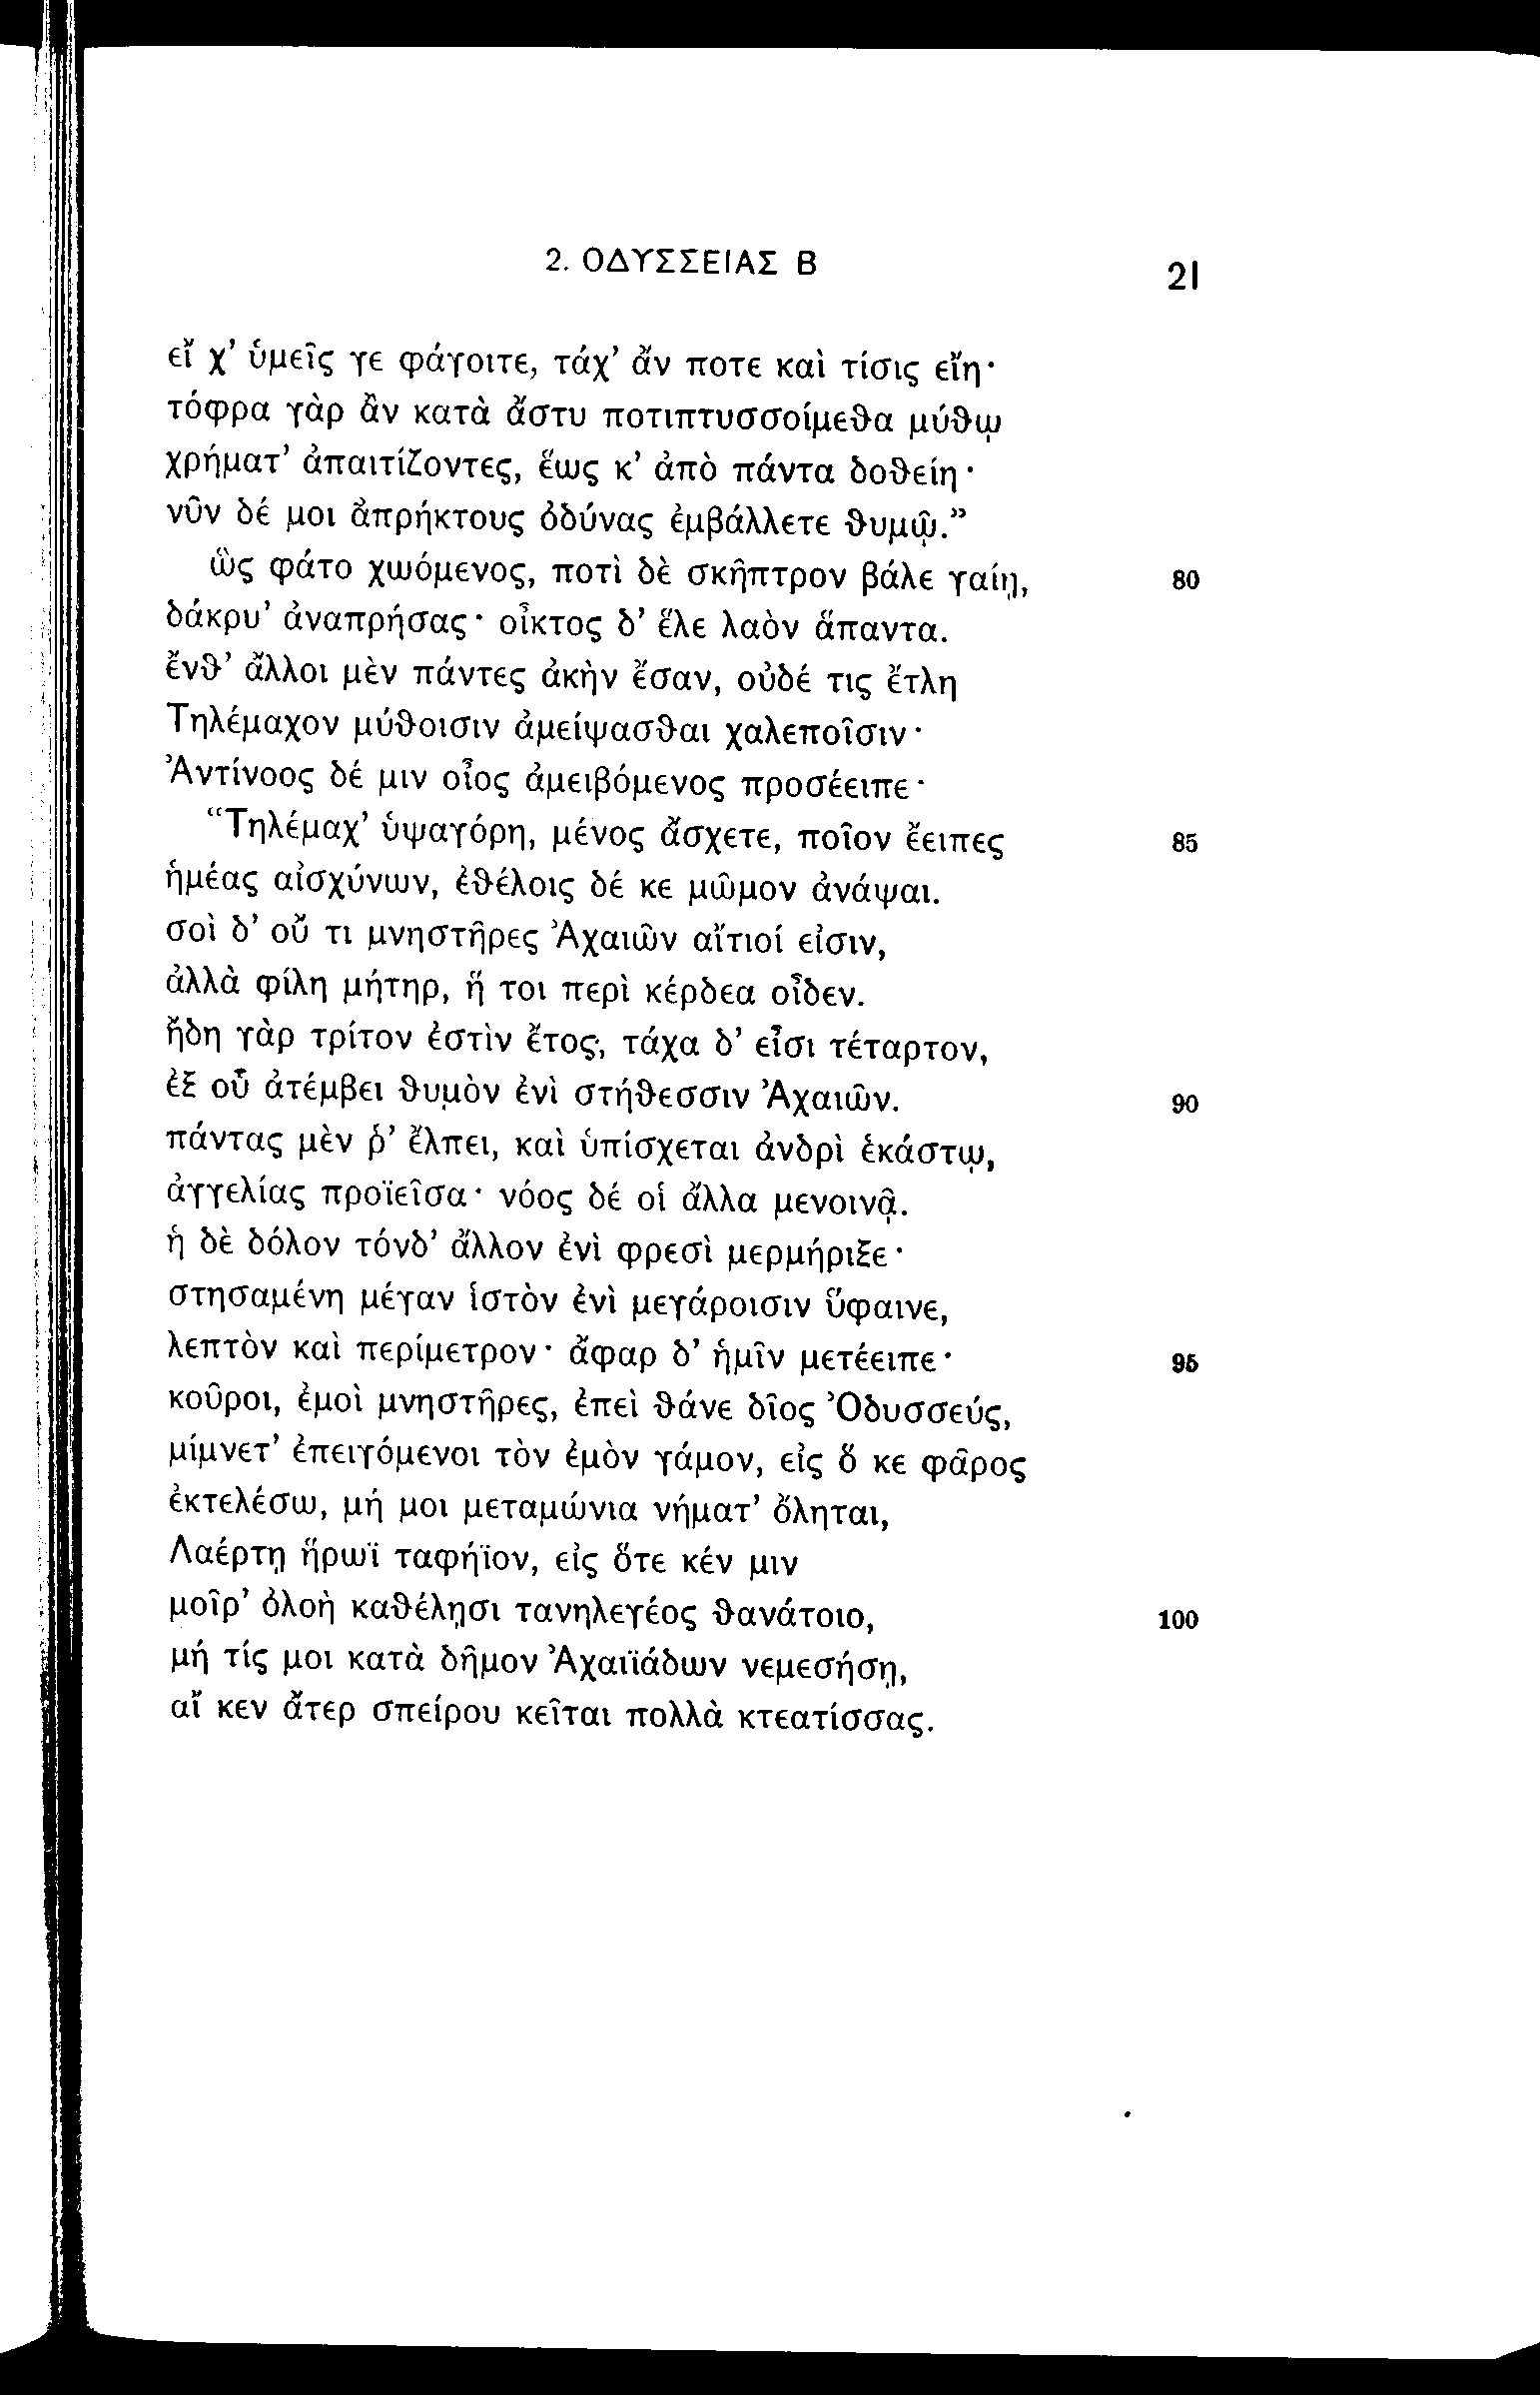 2. ΟΔΥΣΣΕΙΑΣ Β 21
εἴ χ’ ὑμεῖς γε φάγοιτε, τάχ’ ἄν ποτε καὶ τίσις εἴη·
τόφρα γὰρ ἂν κατὰ ἄστυ ποτιπτυσσοίμεϑα μύϑῳ
χρήματ’ ἀπαιτίζοντες, ἕως κ’ ἀπὸ πάντα δοϑείη·
νῦν δέ μοι ἀπρήκτους ὀδύνας ἐμβάλλετε ϑυμῷ.”
ὣς φάτο χωόμενος, ποτὶ δὲ σκῆπτρον βάλε γαίῃ, 80
δάκρυ’ ἀναπρήσας· οἶκτος δ’ ἕλε λαὸν ἅπαντα.
ἔνϑ’ ἄλλοι μὲν πάντες ἀκὴν ἔσαν, οὐδέ τις ἔτλη
Τηλέμαχον μύϑοισιν ἀμείψασϑαι χαλεποῖσιν·
Ἀντίνοος δέ μιν οἶος ἀμειβόμενος προσέειπε·
“Τηλέμαχ’ ὑψαγόρη, μένος ἄσχετε, ποῖον ἔειπες 85
ἡμέας αἰσχύνων, ἐϑέλοις δέ κε μῶμον ἀνάψαι.
σοὶ δ’ οὔ τι μνηστῆρες Ἀχαιῶν αἴτιοί εἰσιν,
ἀλλὰ φίλη μήτηρ, ἥ τοι περὶ κέρδεα οἶδεν.
ἤδη γὰρ τρίτον ἐστὶν ἔτος, τάχα δ’ εἶσι τέταρτον,
ἐξ οὗ ἀτέμβει ϑυμὸν ἐνὶ στήϑεσσιν Ἀχαιῶν. 90
πάντας μὲν ῥ’ ἔλπει, καὶ ὑπίσχεται ἀνδρὶ ἑκάστῳ,
ἀγγελίας προϊεῖσα· νόος δέ οἱ ἄλλα μενοινᾷ.
ἡ δὲ δόλον τόνδ’ ἄλλον ἐνὶ φρεσὶ μερμήριξε·
στησαμένη μέγαν ἱστὸν ἐνὶ μεγάροισιν ὕφαινε,
λεπτὸν καὶ περίμετρον· ἄφαρ δ’ ἡμῖν μετέειπε· 95
κοῦροι, ἐμοὶ μνηστῆρες, ἐπεὶ ϑάνε δῖος Ὀδυσσεύς,
μίμνετ’ ἐπειγόμενοι τὸν ἐμὸν γάμον, εἰς ὅ κε φᾶρος
ἐκτελέσω, μή μοι μεταμώνια νήματ’ ὄληται,
Λαέρτῃ ἥρωϊ ταφήϊον, εἰς ὅτε κέν μιν
μοῖρ’ ὀλοὴ καϑέλῃσι τανηλεγέος ϑανάτοιο, 100
μή τίς μοι κατὰ δῆμον Ἀχαιϊάδων νεμεσήσῃ,
αἴ κεν ἄτερ σπείρου κεῖται πολλὰ κτεατίσσας.